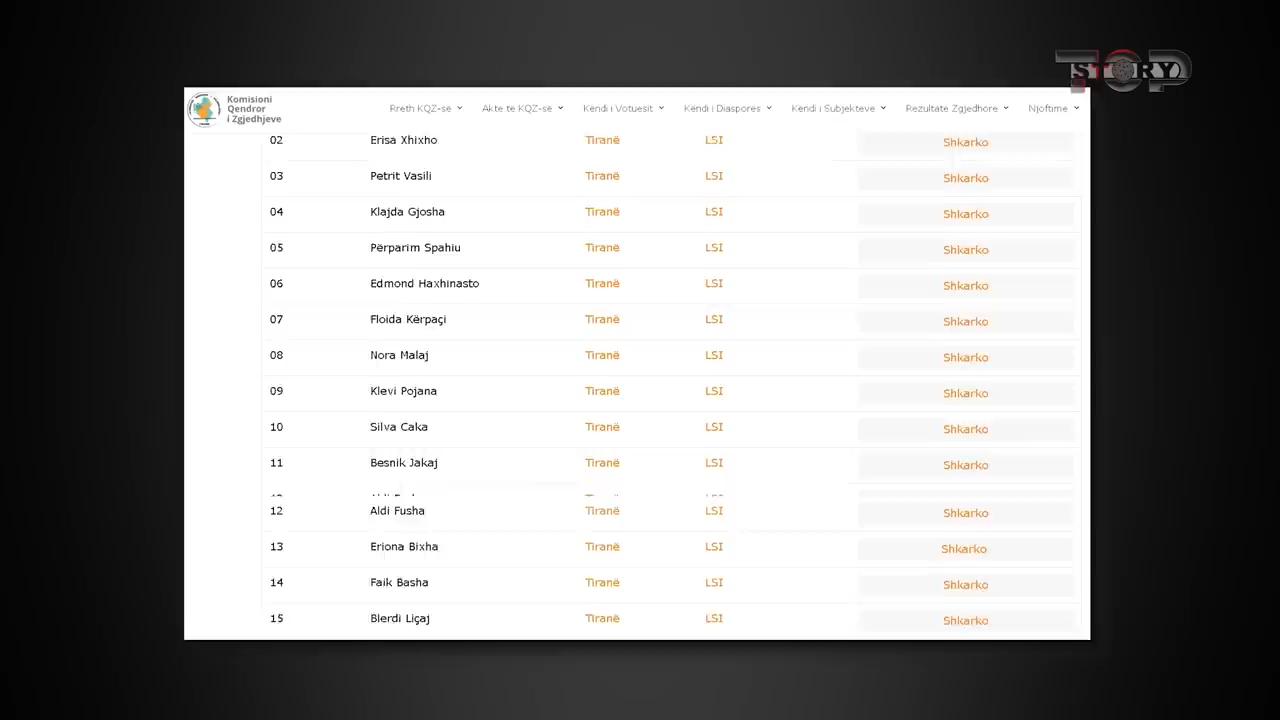 TOP STORY
Komisioni
Qendror
i Zgjedhjeve
Rreth KQZ-së Akte të KQZ-së Këndi i Votuesit Këndi i Diasporës Këndi i Subjekteve Rezultate Zgjedhore Njoftime
02 Erisa Xhixho Tiranë LSI Shkarko
03 Petrit Vasili Tiranë LSI Shkarko
04 Klajda Gjosha Tiranë LSI Shkarko
05 Përparim Spahiu Tiranë LSI Shkarko
06 Edmond Haxhinasto Tiranë LSI Shkarko
07 Floida Kërpaçi Tiranë LSI Shkarko
08 Nora Malaj Tiranë LSI Shkarko
09 Klevi Pojana Tiranë LSI Shkarko
10 Silva Caka Tiranë LSI Shkarko
11 Besnik Jakaj Tiranë LSI Shkarko
12 Aldi Fusha Tiranë LSI Shkarko
13 Eriona Bixha Tiranë LSI Shkarko
14 Faik Basha Tiranë LSI Shkarko
15 Blerdi Liçaj Tiranë LSI Shkarko